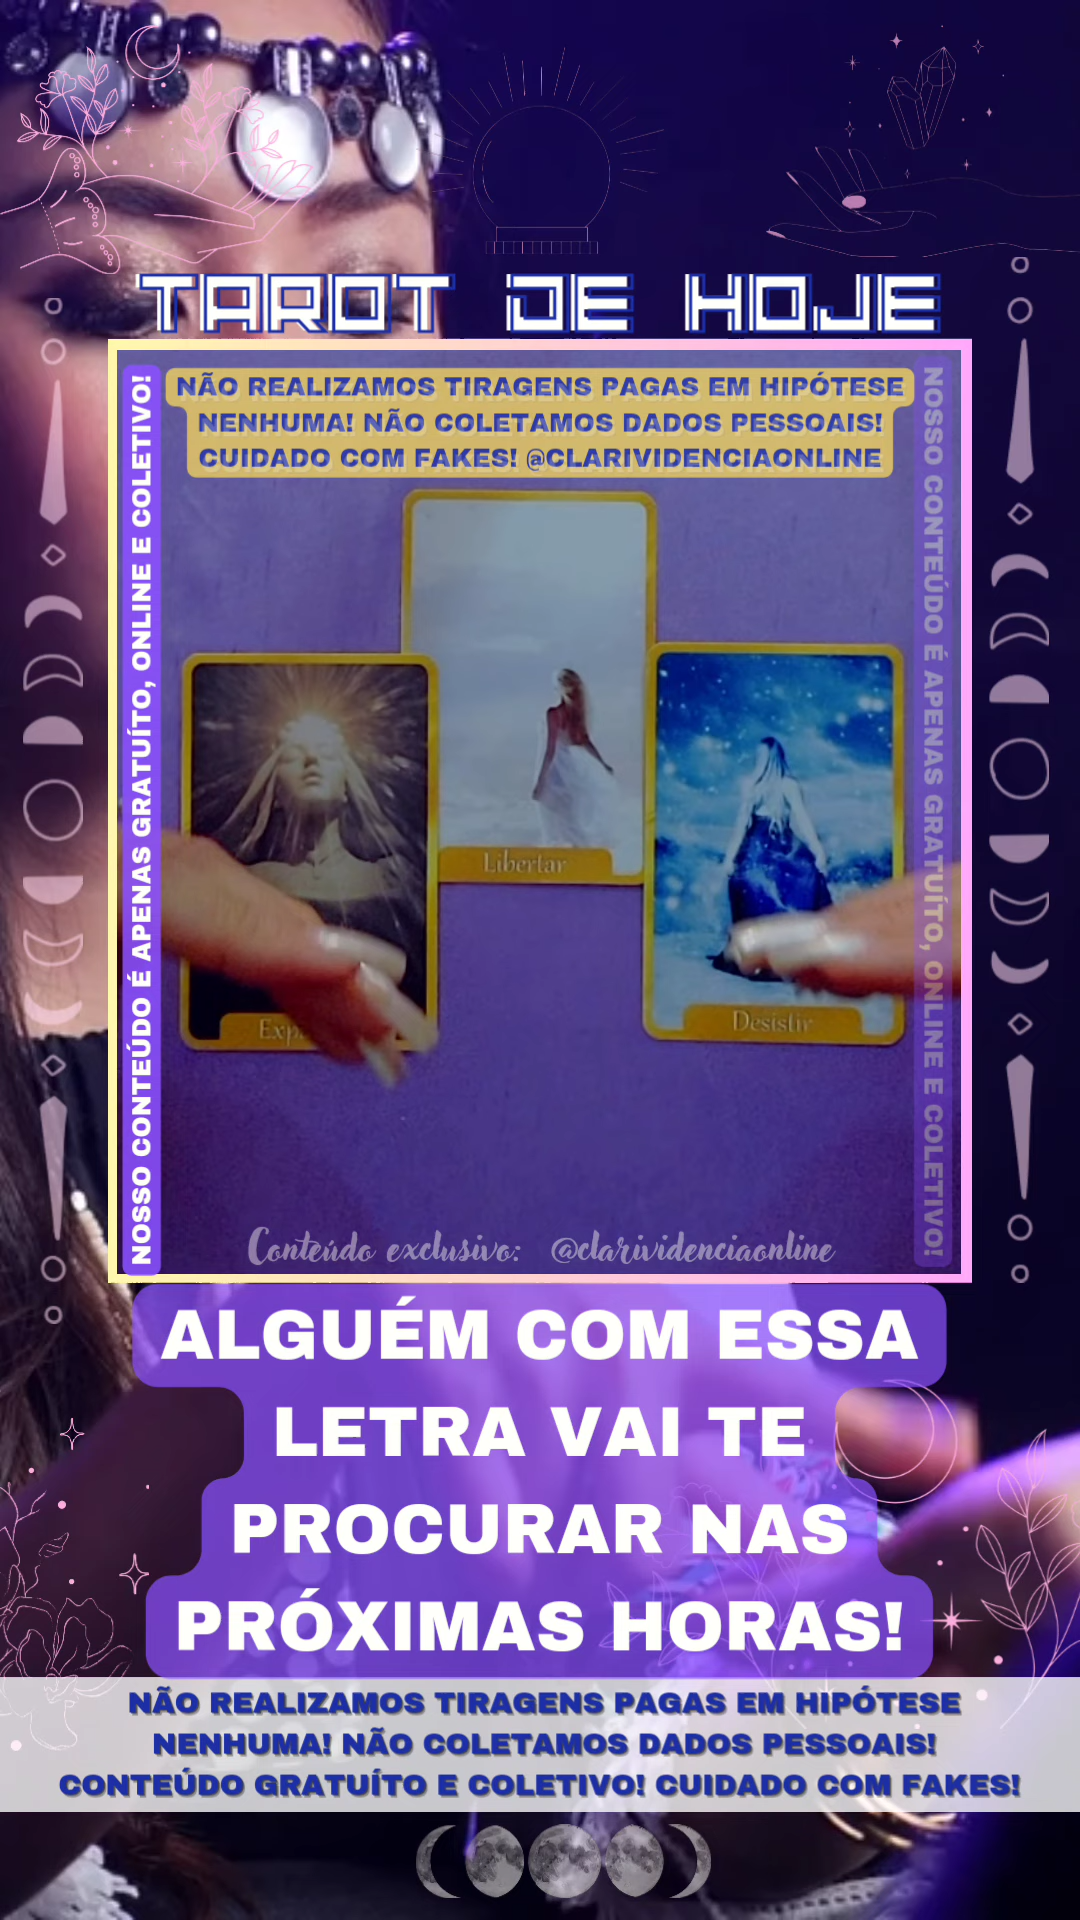 TAROT DE HOJE
NÃO REALIZAMOS TIRAGENS PAGAS EM HIPÓTESE
NENHUMA! NÃO COLETAMOS DADOS PESSOAIS!
CUIDADO COM FAKES! @CLARIVIDENCIAONLINE
NOSSO CONTEÚDO É APENAS GRATUÍTO, ONLINE E COLETIVO!
NOSSO CONTEÚDO É APENAS GRATUÍTO, ONLINE E COLETIVO!
Libertar
Desistir
Conteúdo exclusivo: @clarividenciaonline
ALGUÉM COM ESSA
LETRA VAI TE
PROCURAR NAS
PRÓXIMAS HORAS!
NÃO REALIZAMOS TIRAGENS PAGAS EM HIPÓTESE
NENHUMA! NÃO COLETAMOS DADOS PESSOAIS!
CONTEÚDO GRATUÍTO E COLETIVO! CUIDADO COM FAKES!